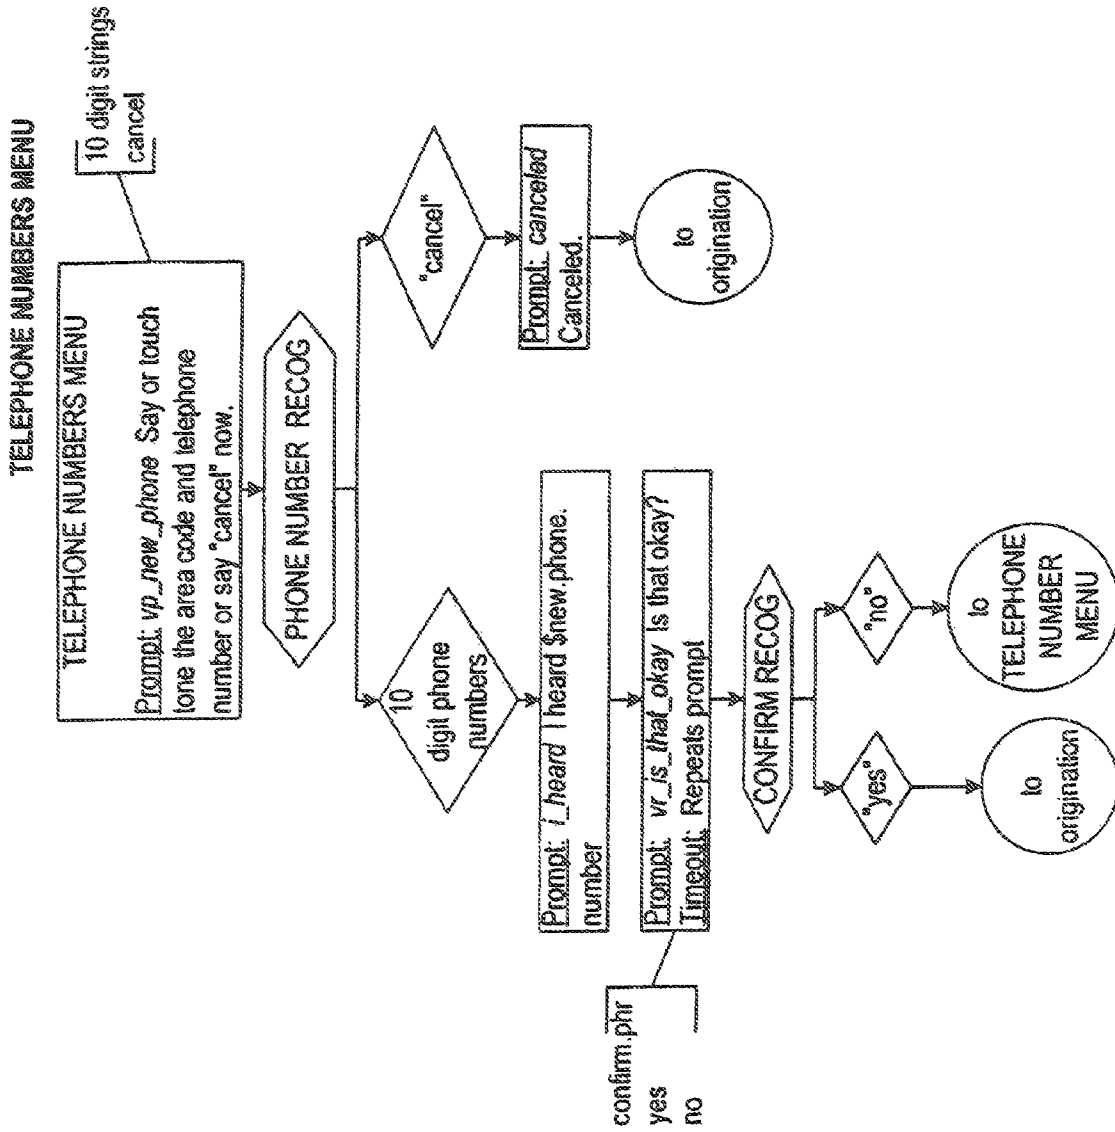 TELEPHONE NUMBERS MENU
10 digit strings
cancel
TELEPHONE NUMBERS MENU
Prompt: vp_new_phone Say or touch
tone the area code and telephone
number or say "cancel" now.
PHONE NUMBER RECOG
10
digit phone
numbers
"cancel"
Prompt: i_heard I heard $new.phone.
number
Prompt: canceled
Canceled.
to
origination
Prompt: vr_is_that_okay Is that okay?
Timeout: Repeats prompt
confirm.phr
yes
no
CONFIRM RECOG
"yes"
"no"
to
origination
to
TELEPHONE
NUMBER
MENU